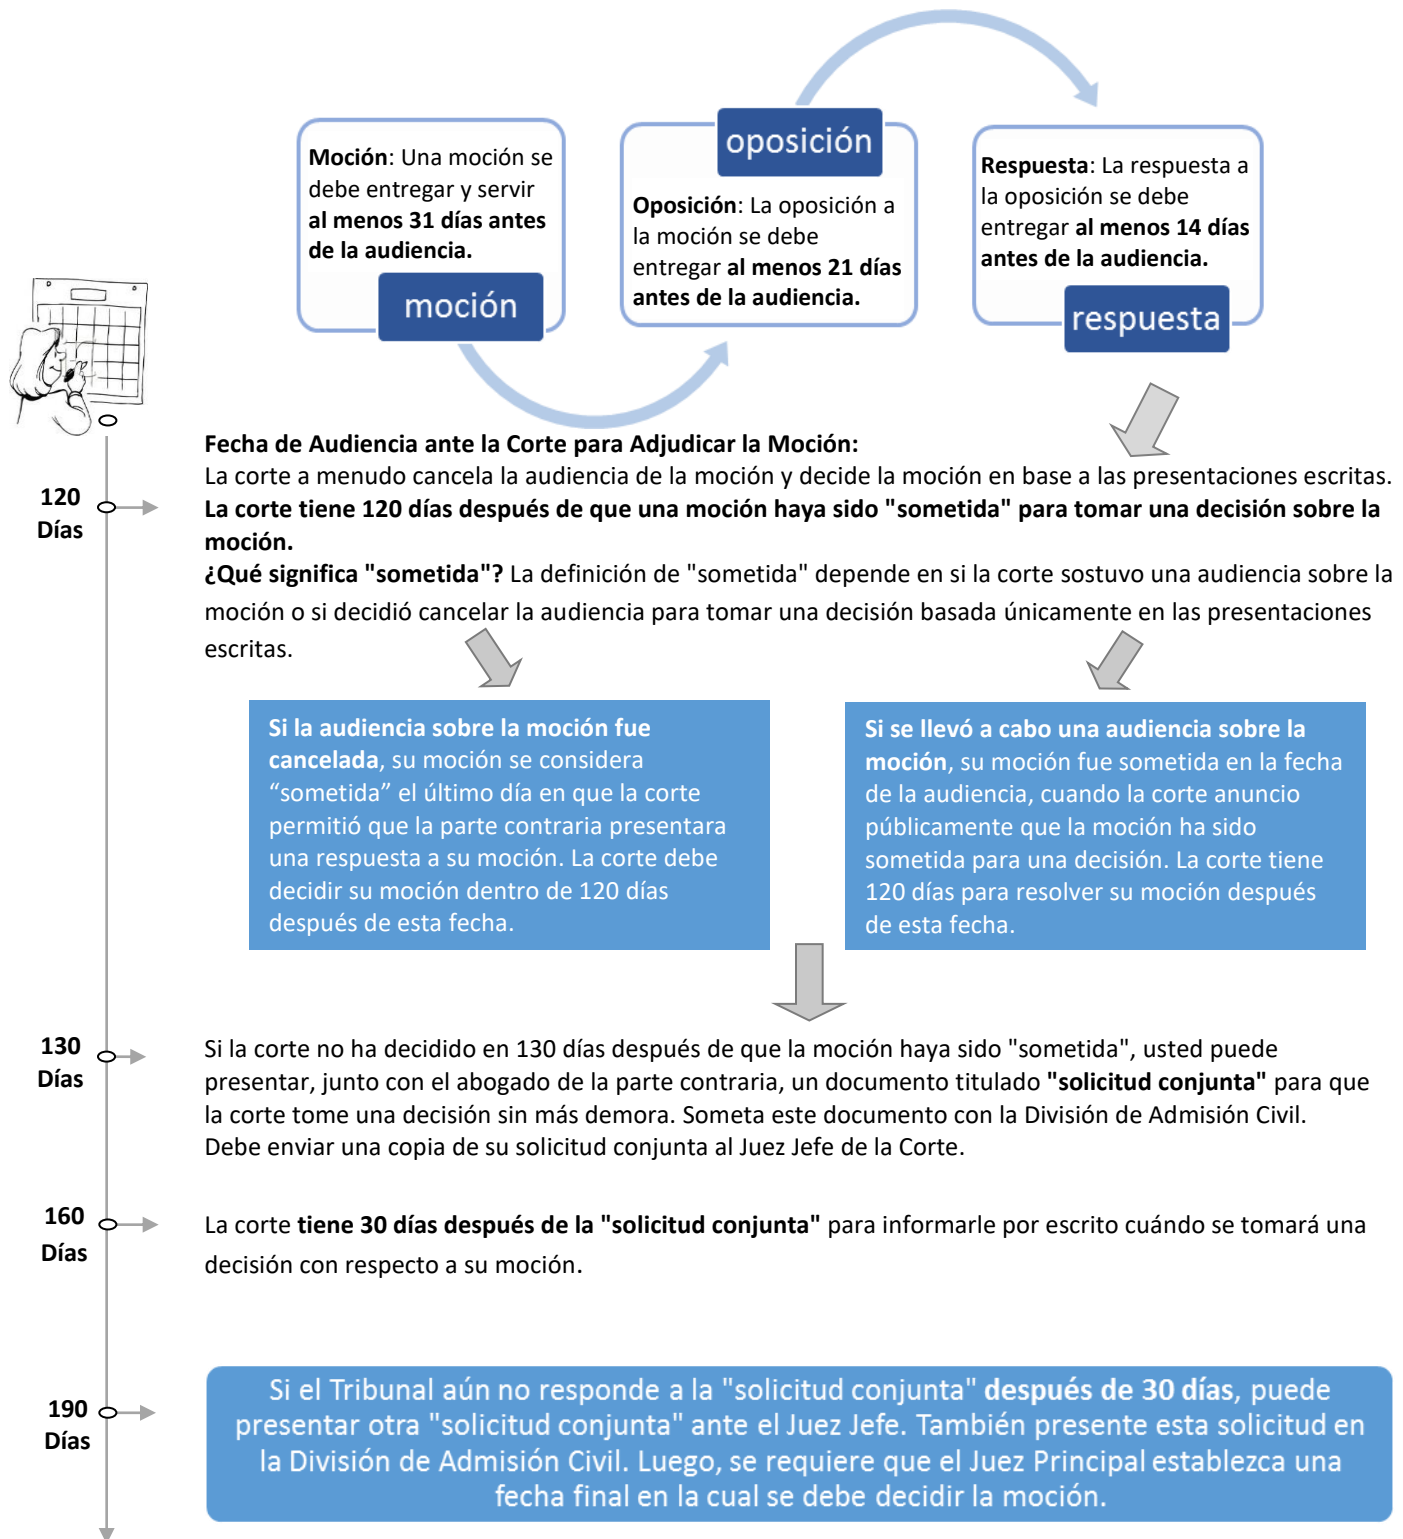 Moción: Una moción se
debe entregar y servir
al menos 31 días antes
de la audiencia.
moción
oposición
Oposición: La oposición a
la moción se debe
entregar al menos 21 días
antes de la audiencia.
Respuesta: La respuesta a
la oposición se debe
entregar al menos 14 días
antes de la audiencia.
respuesta
Fecha de Audiencia ante la Corte para Adjudicar la Moción:
La corte a menudo cancela la audiencia de la moción y decide la moción en base a las presentaciones escritas.
120
Días
La corte tiene 120 días después de que una moción haya sido "sometida" para tomar una decisión sobre la
moción.
¿Qué significa "sometida"? La definición de "sometida" depende en si la corte sostuvo una audiencia sobre la
moción o si decidió cancelar la audiencia para tomar una decisión basada únicamente en las presentaciones
escritas.
Si la audiencia sobre la moción fue
cancelada, su moción se considera
“sometida” el último día en que la corte
permitió que la parte contraria presentara
una respuesta a su moción. La corte debe
decidir su moción dentro de 120 días
después de esta fecha.
Si se llevó a cabo una audiencia sobre la
moción, su moción fue sometida en la fecha
de la audiencia, cuando la corte anuncio
públicamente que la moción ha sido
sometida para una decisión. La corte tiene
120 días para resolver su moción después
de esta fecha.
130
Días
Si la corte no ha decidido en 130 días después de que la moción haya sido "sometida", usted puede
presentar, junto con el abogado de la parte contraria, un documento titulado "solicitud conjunta" para que
la corte tome una decisión sin más demora. Someta este documento con la División de Admisión Civil.
Debe enviar una copia de su solicitud conjunta al Juez Jefe de la Corte.
160
Días
La corte tiene 30 días después de la "solicitud conjunta" para informarle por escrito cuándo se tomará una
decisión con respecto a su moción.
190
Días
Si el Tribunal aún no responde a la "solicitud conjunta" después de 30 días, puede
presentar otra "solicitud conjunta" ante el Juez Jefe. También presente esta solicitud en
la División de Admisión Civil. Luego, se requiere que el Juez Principal establezca una
fecha final en la cual se debe decidir la moción.